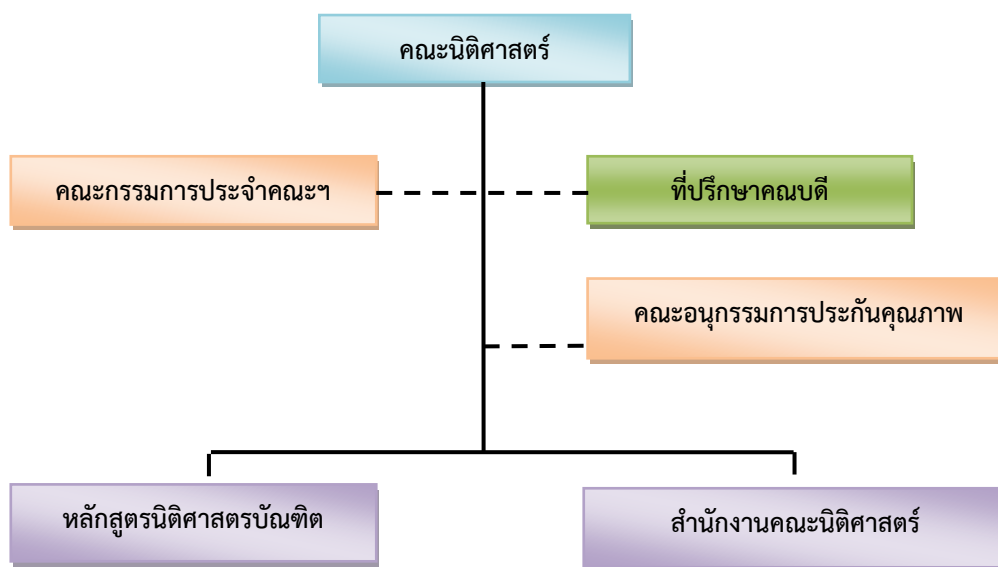 คณะนิติศาสตร์
คณะกรรมการประจำคณะฯ
ที่ปรึกษาคณบดี
คณะอนุกรรมการประกันคุณภาพ
หลักสูตรนิติศาสตรบัณฑิต
สำนักงานคณะนิติศาสตร์